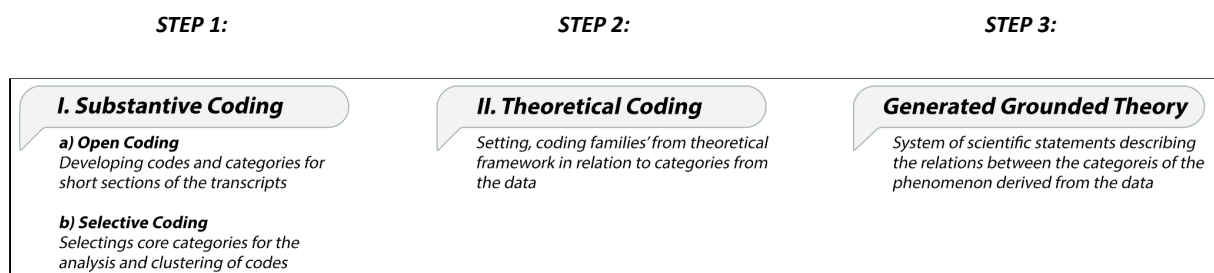 STEP 1:
STEP 2:
STEP 3:
I. Substantive Coding
a) Open Coding
Developing codes and categories for
short sections of the transcripts
b) Selective Coding
Selectings core categories for the
analysis and clustering of codes
II. Theoretical Coding
Setting‚ coding families’ from theoretical
framework in relation to categories from
the data
Generated Grounded Theory
System of scientific statements describing
the relations between the categoreis of the
phenomenon derived from the data